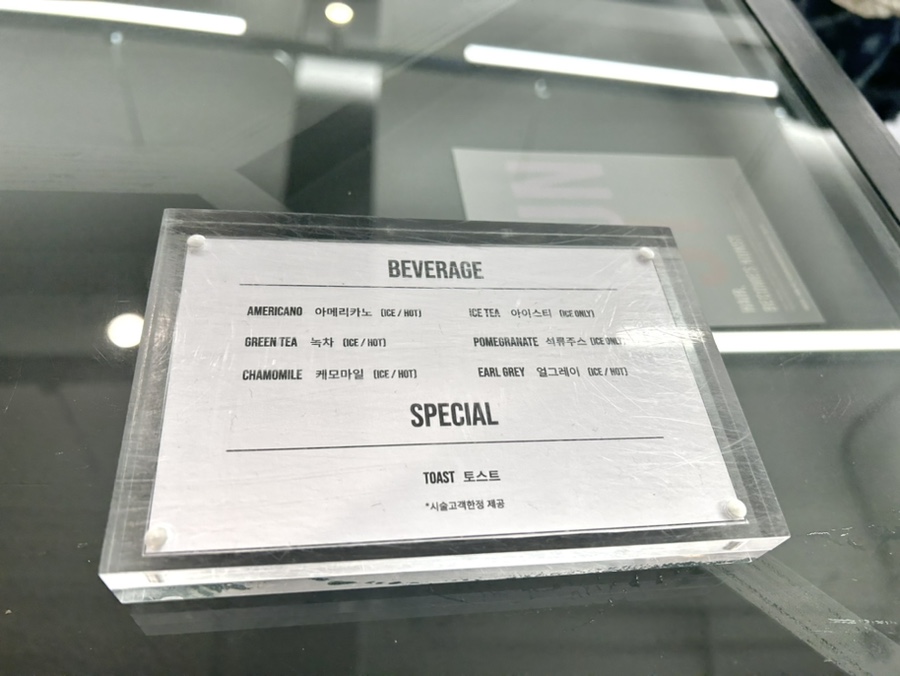 BEVERAGE
AMERICANO 아메리카노 (ICE / HOT)
ICE TEA 아이스티 (ICE ONLY)
GREEN TEA 녹차 (ICE / HOT)
POMEGRANATE 석류주스 (ICE ONLY)
CHAMOMILE 케모마일 (ICE / HOT)
EARL GREY 얼그레이 (ICE / HOT)
SPECIAL
TOAST 토스트
*시술고객한정 제공